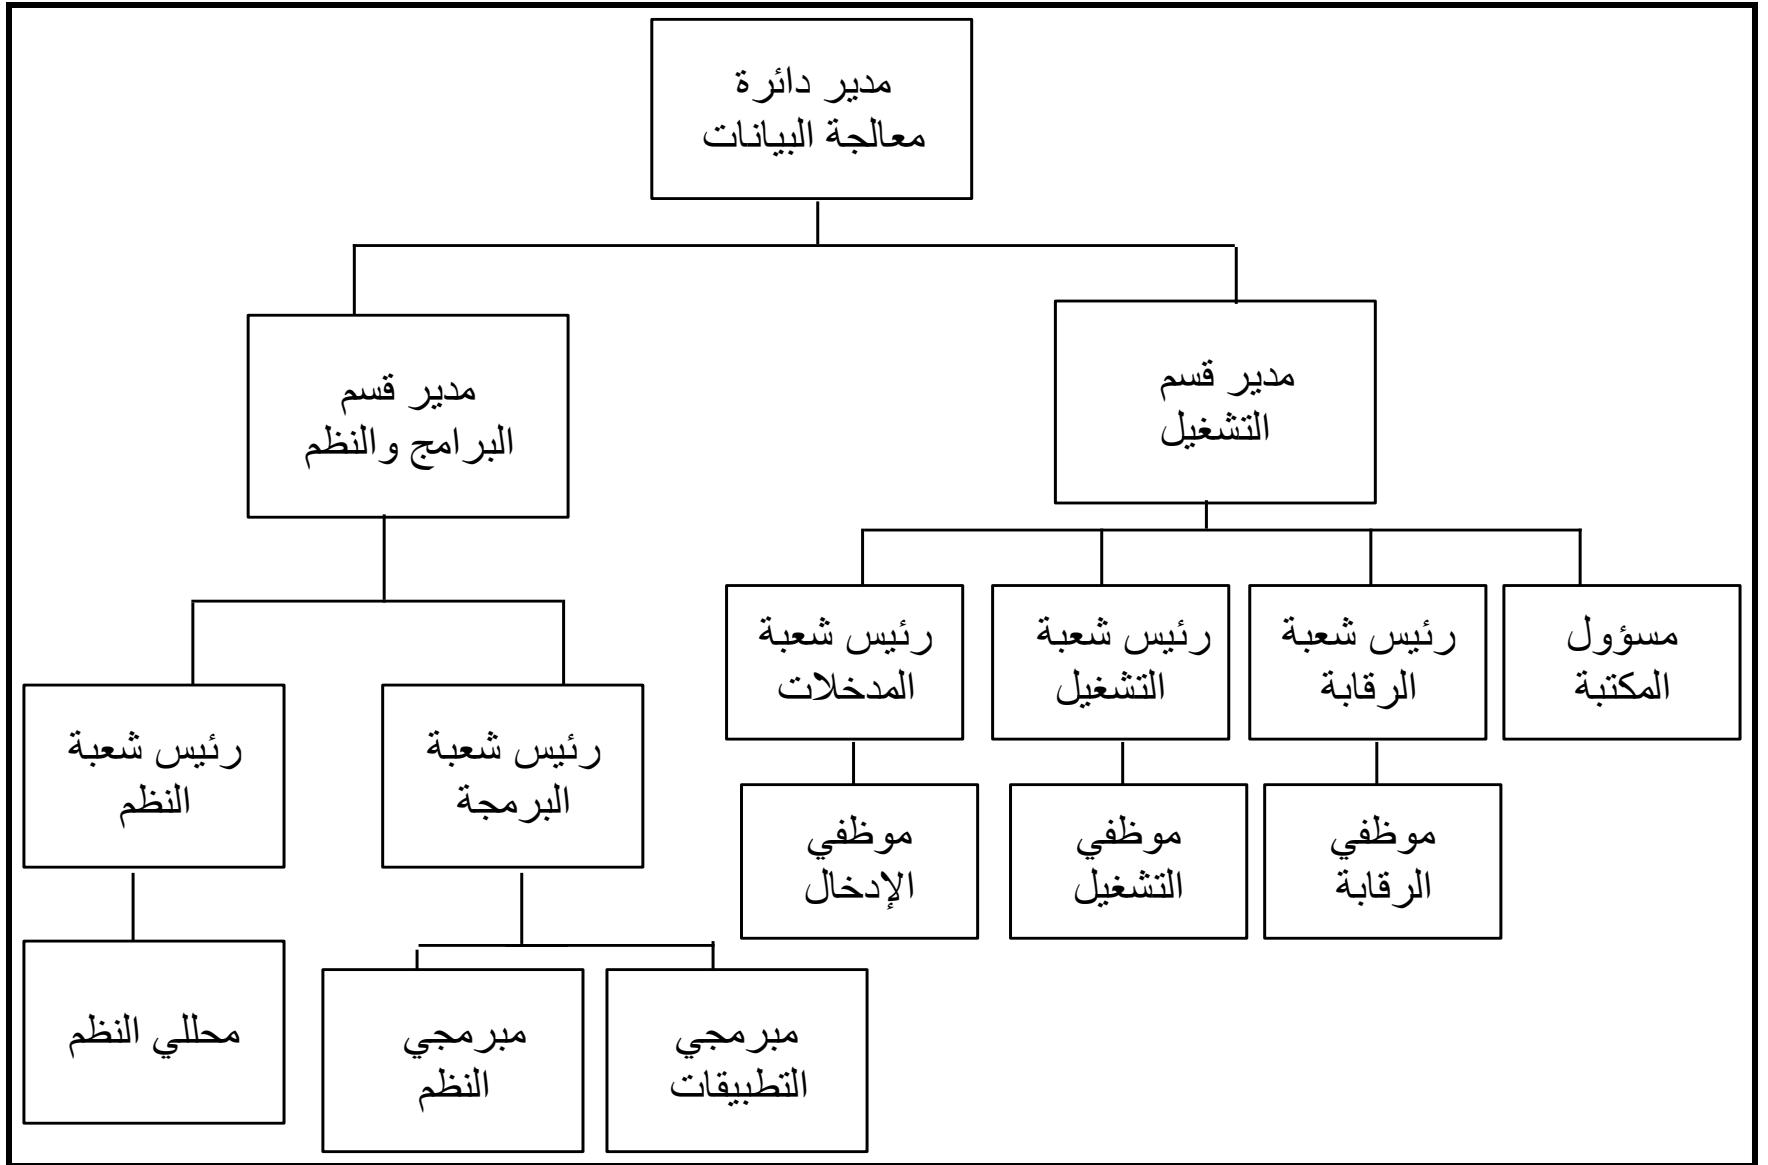 مدير دائرة
معالجة البيانات
مدير قسم
التشغيل
مدير قسم
البرامج والنظم
مسؤول
المكتبة
رئيس شعبة
الرقابة
رئيس شعبة
التشغيل
رئيس شعبة
المدخلات
رئيس شعبة
البرمجة
رئيس شعبة
النظم
موظفي
الرقابة
موظفي
التشغيل
موظفي
الإدخال
مبرمجي
التطبيقات
مبرمجي
النظم
محللي النظم